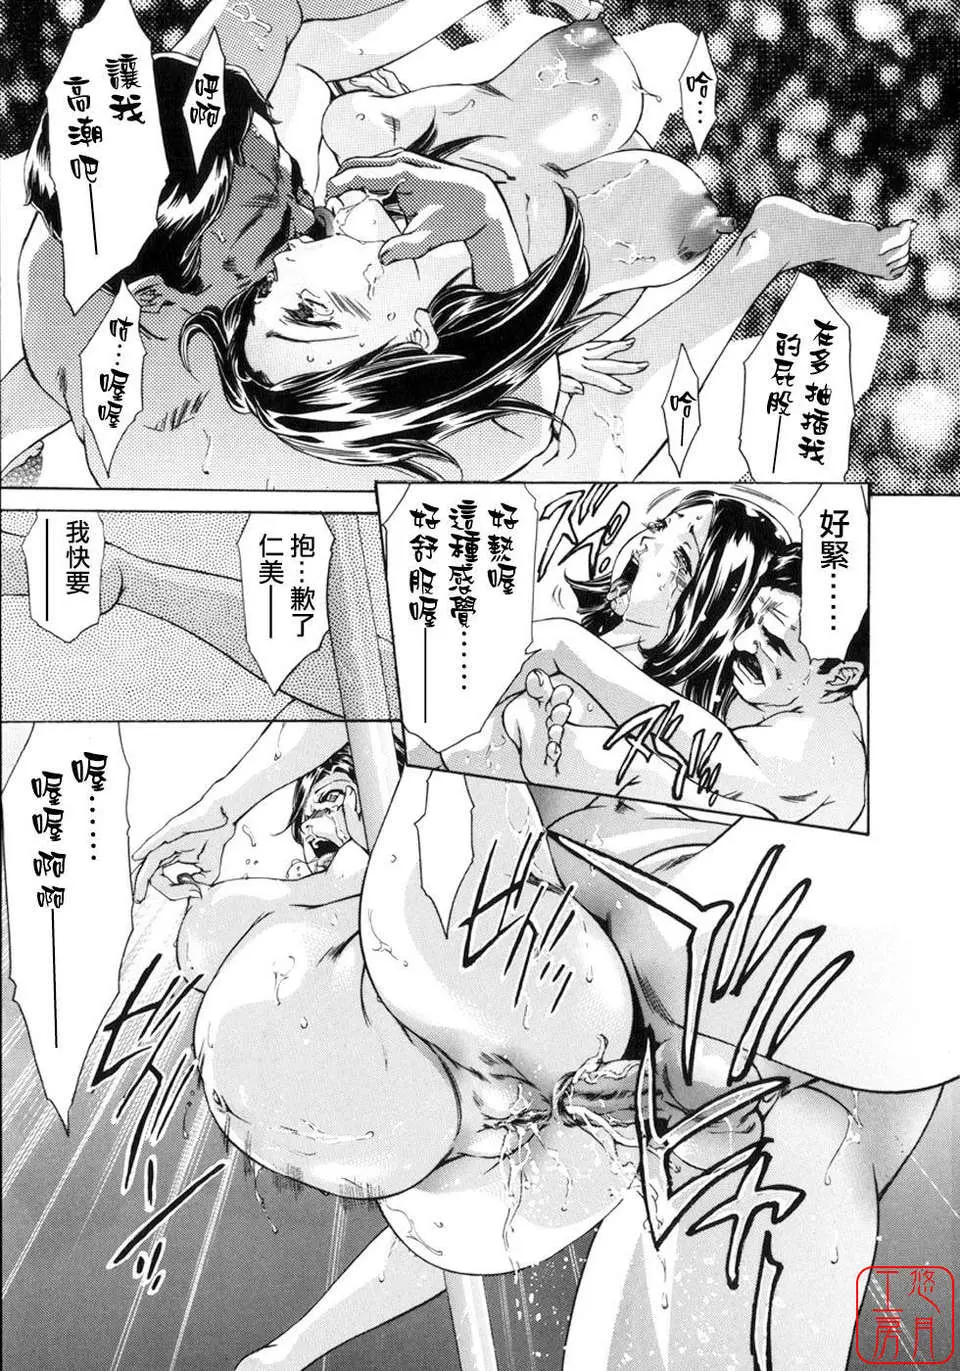 在多抽插我
的屁股
哈…
哈—
呼啊
讓我
高潮吧——
咕…喔喔
好緊……
好熱喔
這種感覺……
好舒服喔——
抱…歉了
仁美—
—我快要—
喔……
喔喔啊啊——
悠月
工房